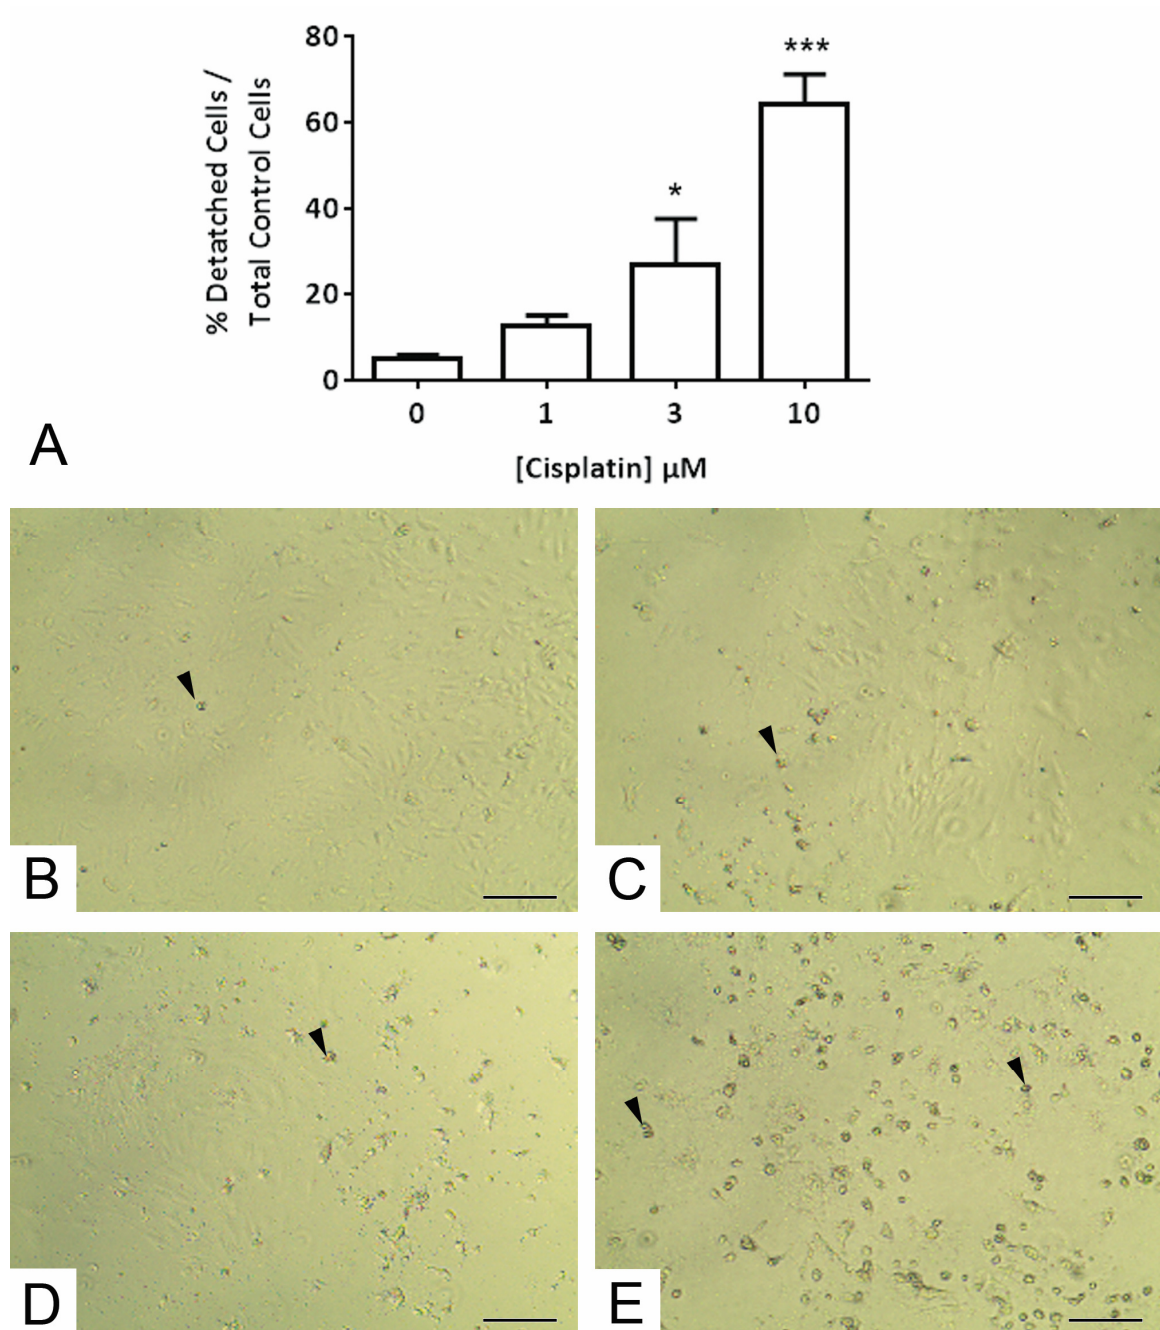 80
60
40
20
0
% Detatched Cells /
Total Control Cells
*
***
0 1 3 10
[Cisplatin] µM
A
B
C
D
E